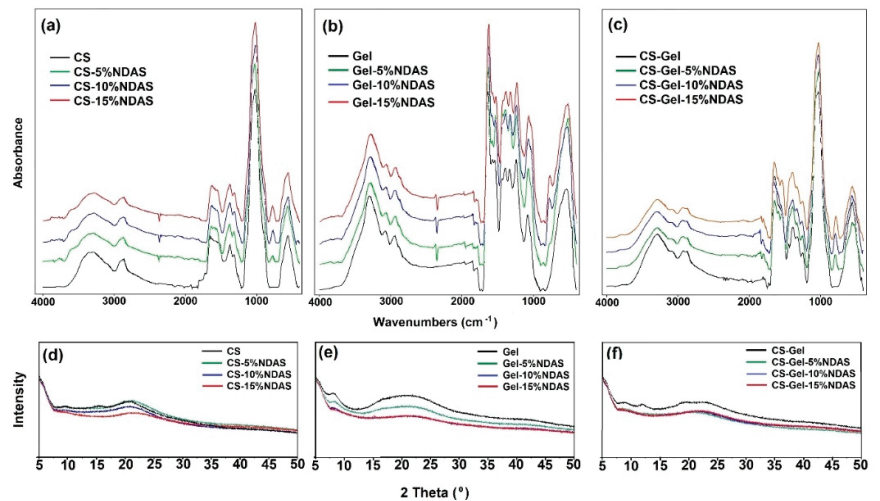 (a)
CS
CS-5%NDAS
CS-10%NDAS
CS-15%NDAS
(b)
Gel
Gel-5%NDAS
Gel-10%NDAS
Gel-15%NDAS
(c)
CS-Gel
CS-Gel-5%NDAS
CS-Gel-10%NDAS
CS-Gel-15%NDAS
Absorbance
4000 3000 2000 1000
4000 3000 2000 1000
4000 3000 2000 1000
Wavenumbers (cm⁻¹)
(d)
CS
CS-5%NDAS
CS-10%NDAS
CS-15%NDAS
(e)
Gel
Gel-5%NDAS
Gel-10%NDAS
Gel-15%NDAS
(f)
CS-Gel
CS-Gel-5%NDAS
CS-Gel-10%NDAS
CS-Gel-15%NDAS
Intensity
5 10 15 20 25 30 35 40 45 50
5 10 15 20 25 30 35 40 45 50
5 10 15 20 25 30 35 40 45 50
2 Theta (°)